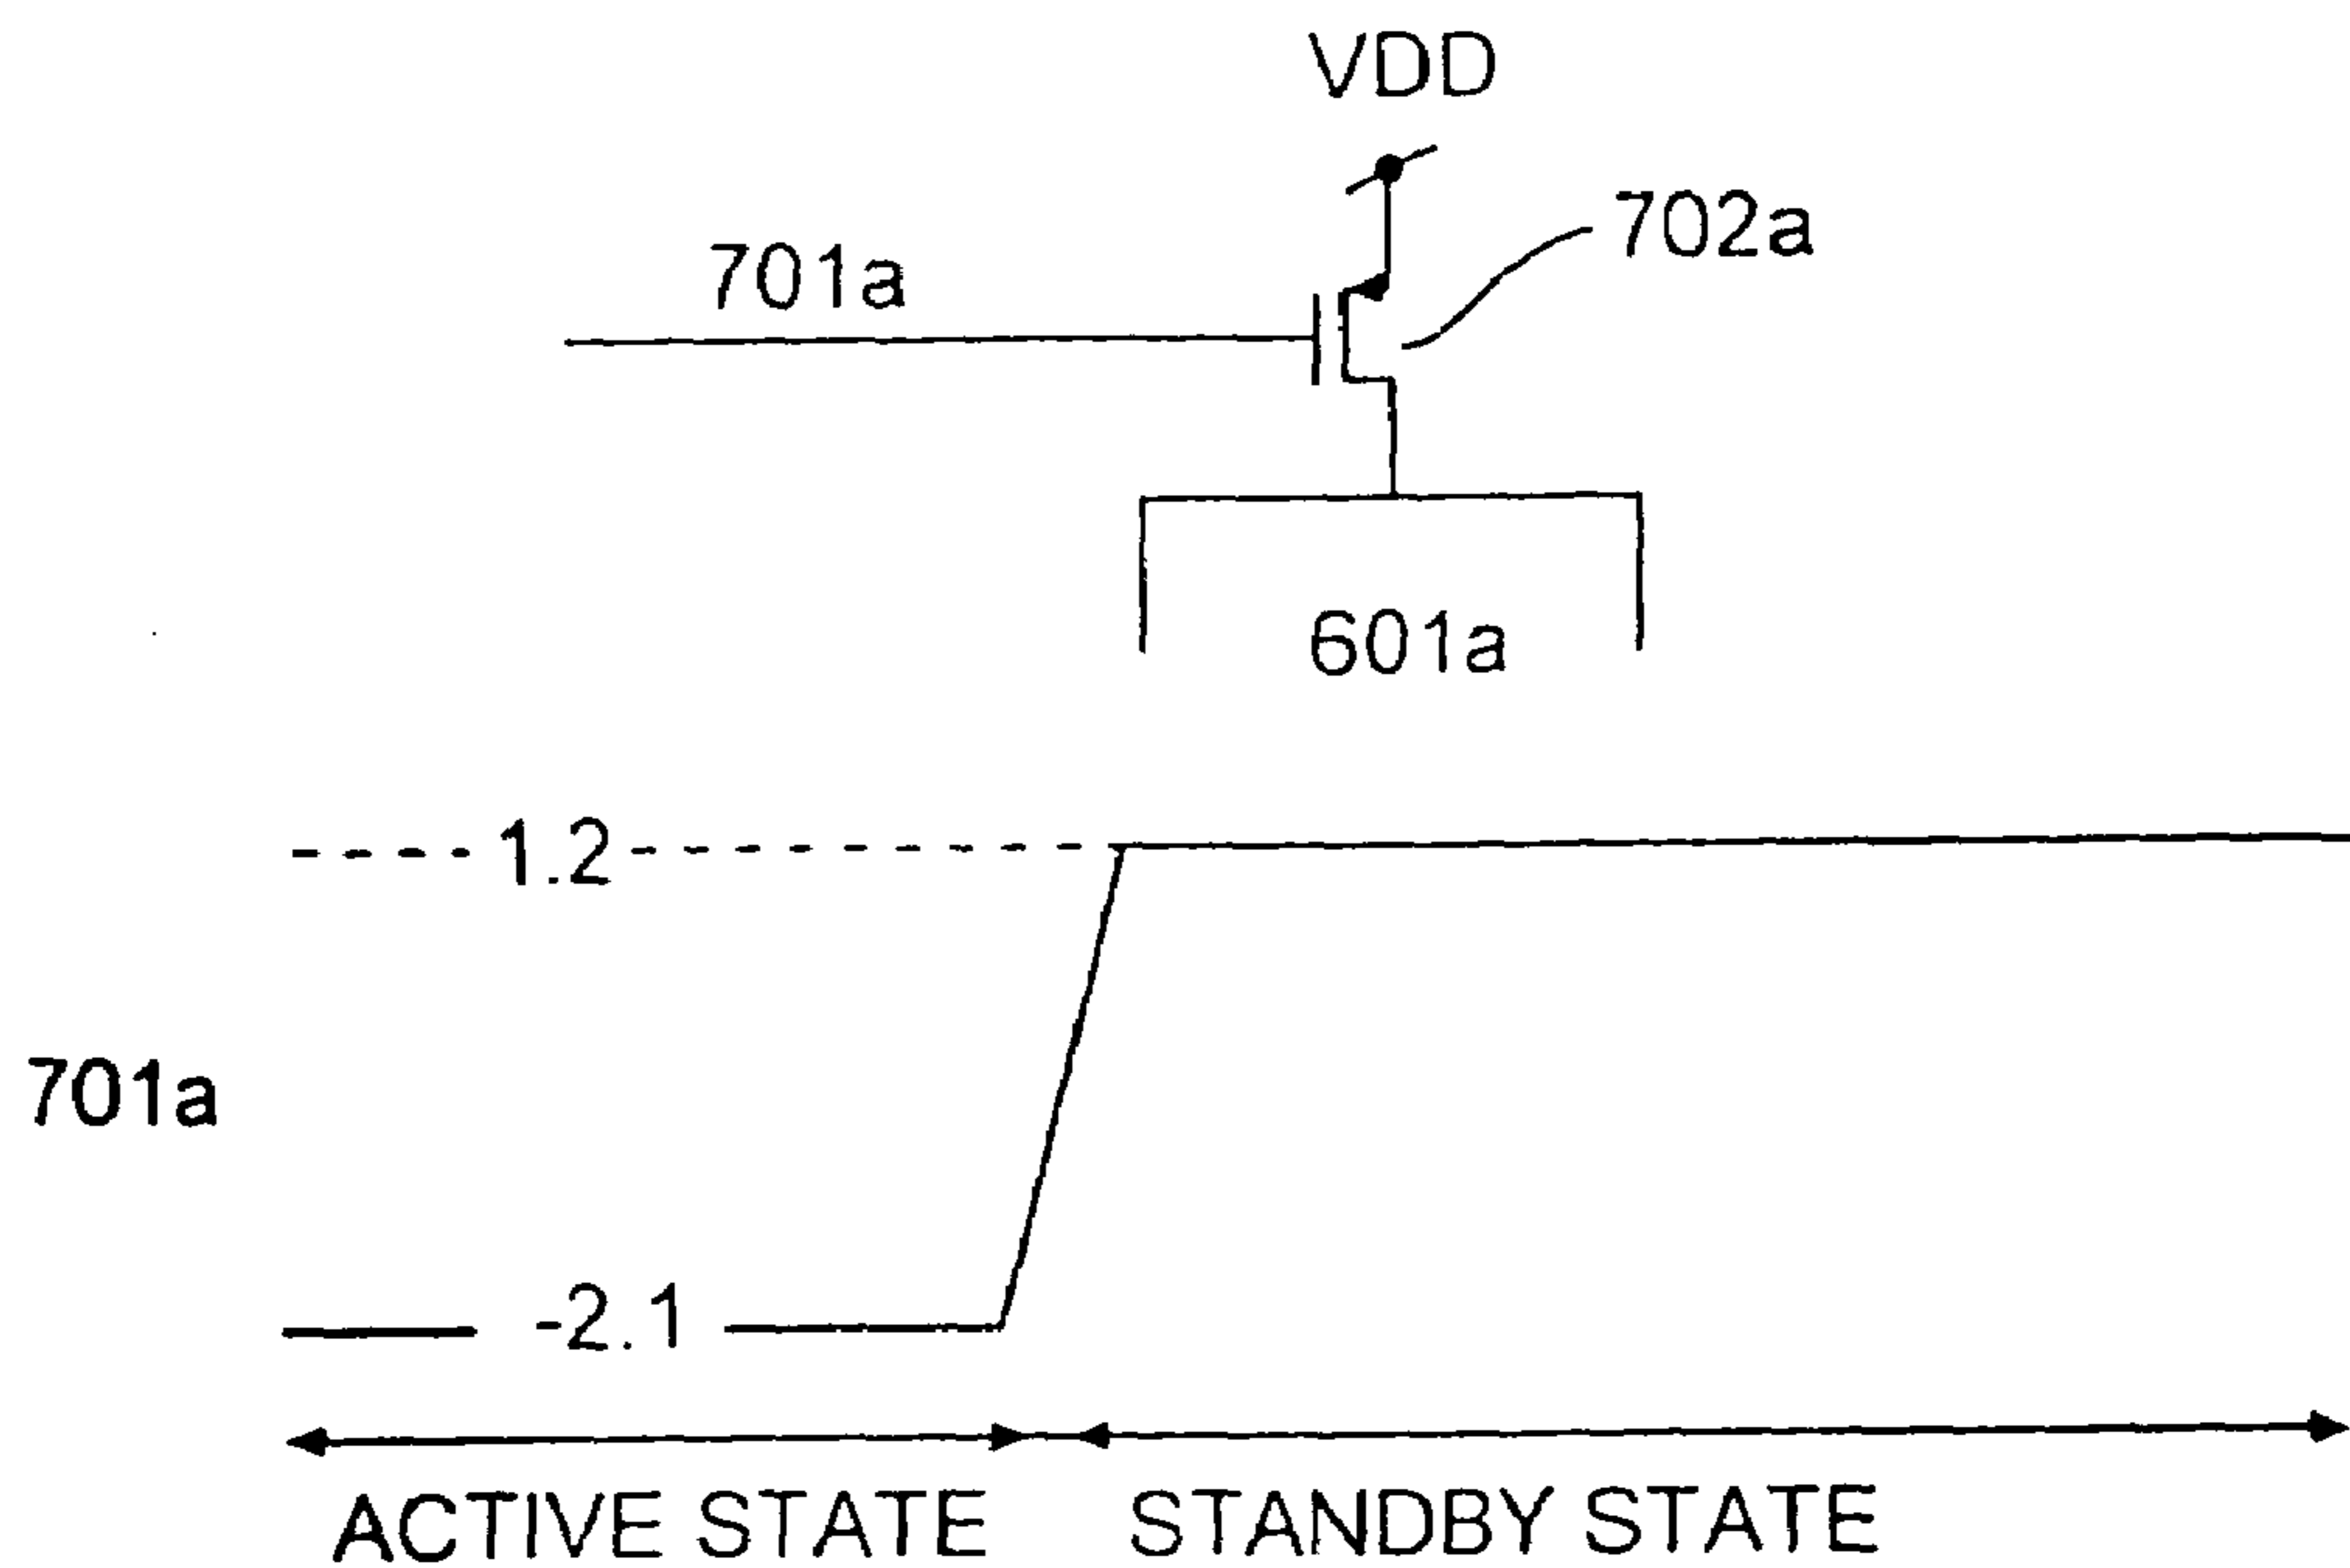 VDD
702a
701a
601a
1.2
701a
-2.1
ACTIVE STATE
STANDBY STATE